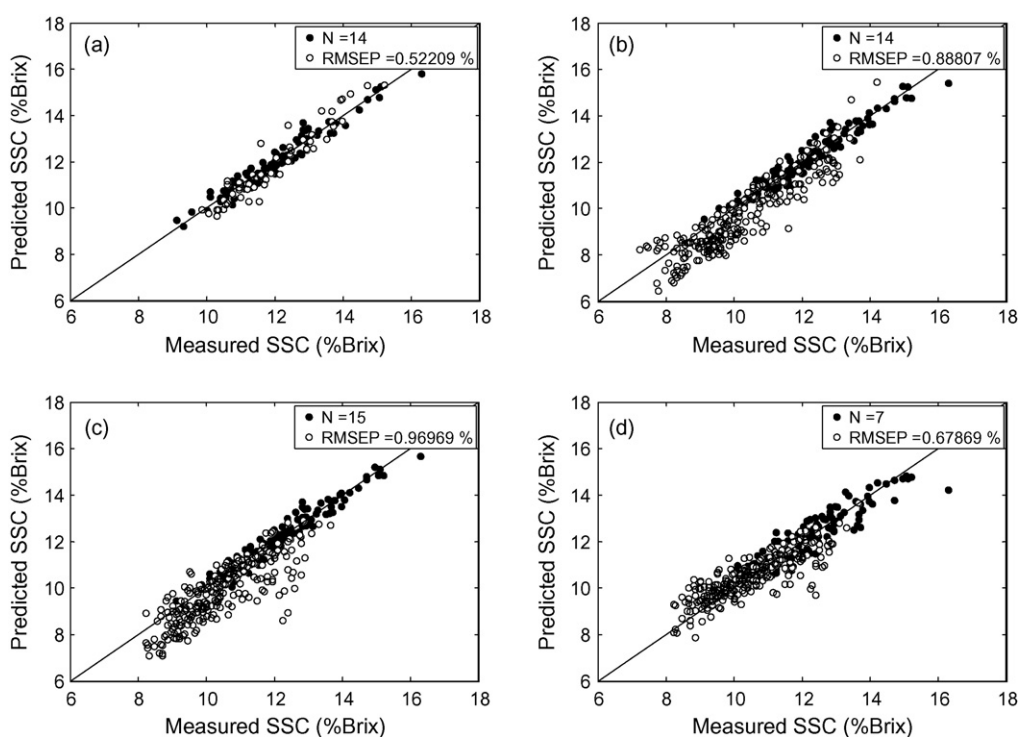 18
16
14
12
10
8
6
6 8 10 12 14 16 18
Predicted SSC (%Brix)
Measured SSC (%Brix)
(a)
N =14
RMSEP =0.52209 %
18
16
14
12
10
8
6
6 8 10 12 14 16 18
Predicted SSC (%Brix)
Measured SSC (%Brix)
(b)
N =14
RMSEP =0.88807 %
18
16
14
12
10
8
6
6 8 10 12 14 16 18
Predicted SSC (%Brix)
Measured SSC (%Brix)
(c)
N =15
RMSEP =0.96969 %
18
16
14
12
10
8
6
6 8 10 12 14 16 18
Predicted SSC (%Brix)
Measured SSC (%Brix)
(d)
N =7
RMSEP =0.67869 %